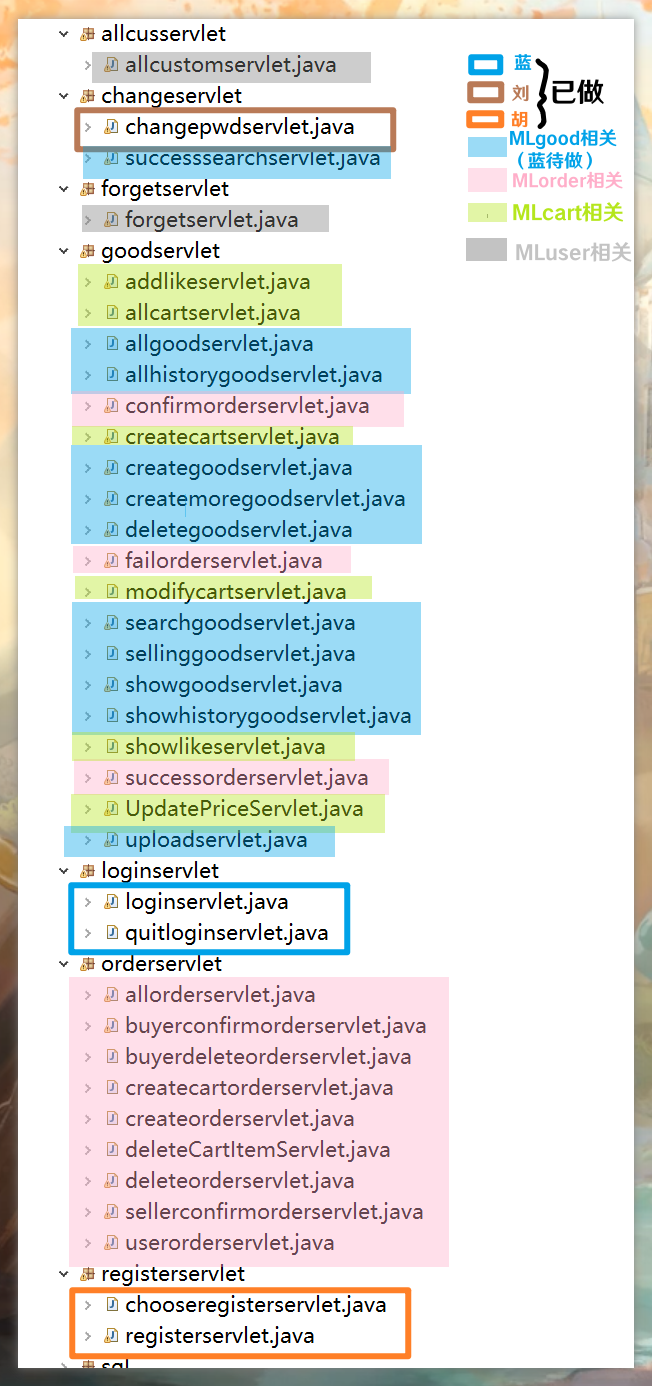 allcusservlet
allcustomservlet.java
changeservlet
changepwdservlet.java
successsearchservlet.java
forgetservlet
forgetservlet.java
goodservlet
addlikeservlet.java
allcartservlet.java
allgoodservlet.java
allhistorygoodservlet.java
confirmorderservlet.java
createcartservlet.java
creategoodservlet.java
createmoregoodservlet.java
deletegoodservlet.java
failorderservlet.java
modifycartservlet.java
searchgoodservlet.java
sellinggoodservlet.java
showgoodservlet.java
showhistorygoodservlet.java
showlikeservlet.java
successorderservlet.java
UpdatePriceServlet.java
uploadservlet.java
loginservlet
loginservlet.java
quitloginservlet.java
orderservlet
allorderservlet.java
buyerconfirmorderservlet.java
buyerdeleteorderservlet.java
createcartorderservlet.java
createorderservlet.java
deleteCartItemServlet.java
deleteorderservlet.java
sellerconfirmorderservlet.java
userorderservlet.java
registerservlet
chooseregisterservlet.java
registerservlet.java
sql
蓝
刘
胡
已做
MLgood相关
（蓝待做）
MLorder相关
MLcart相关
MLuser相关